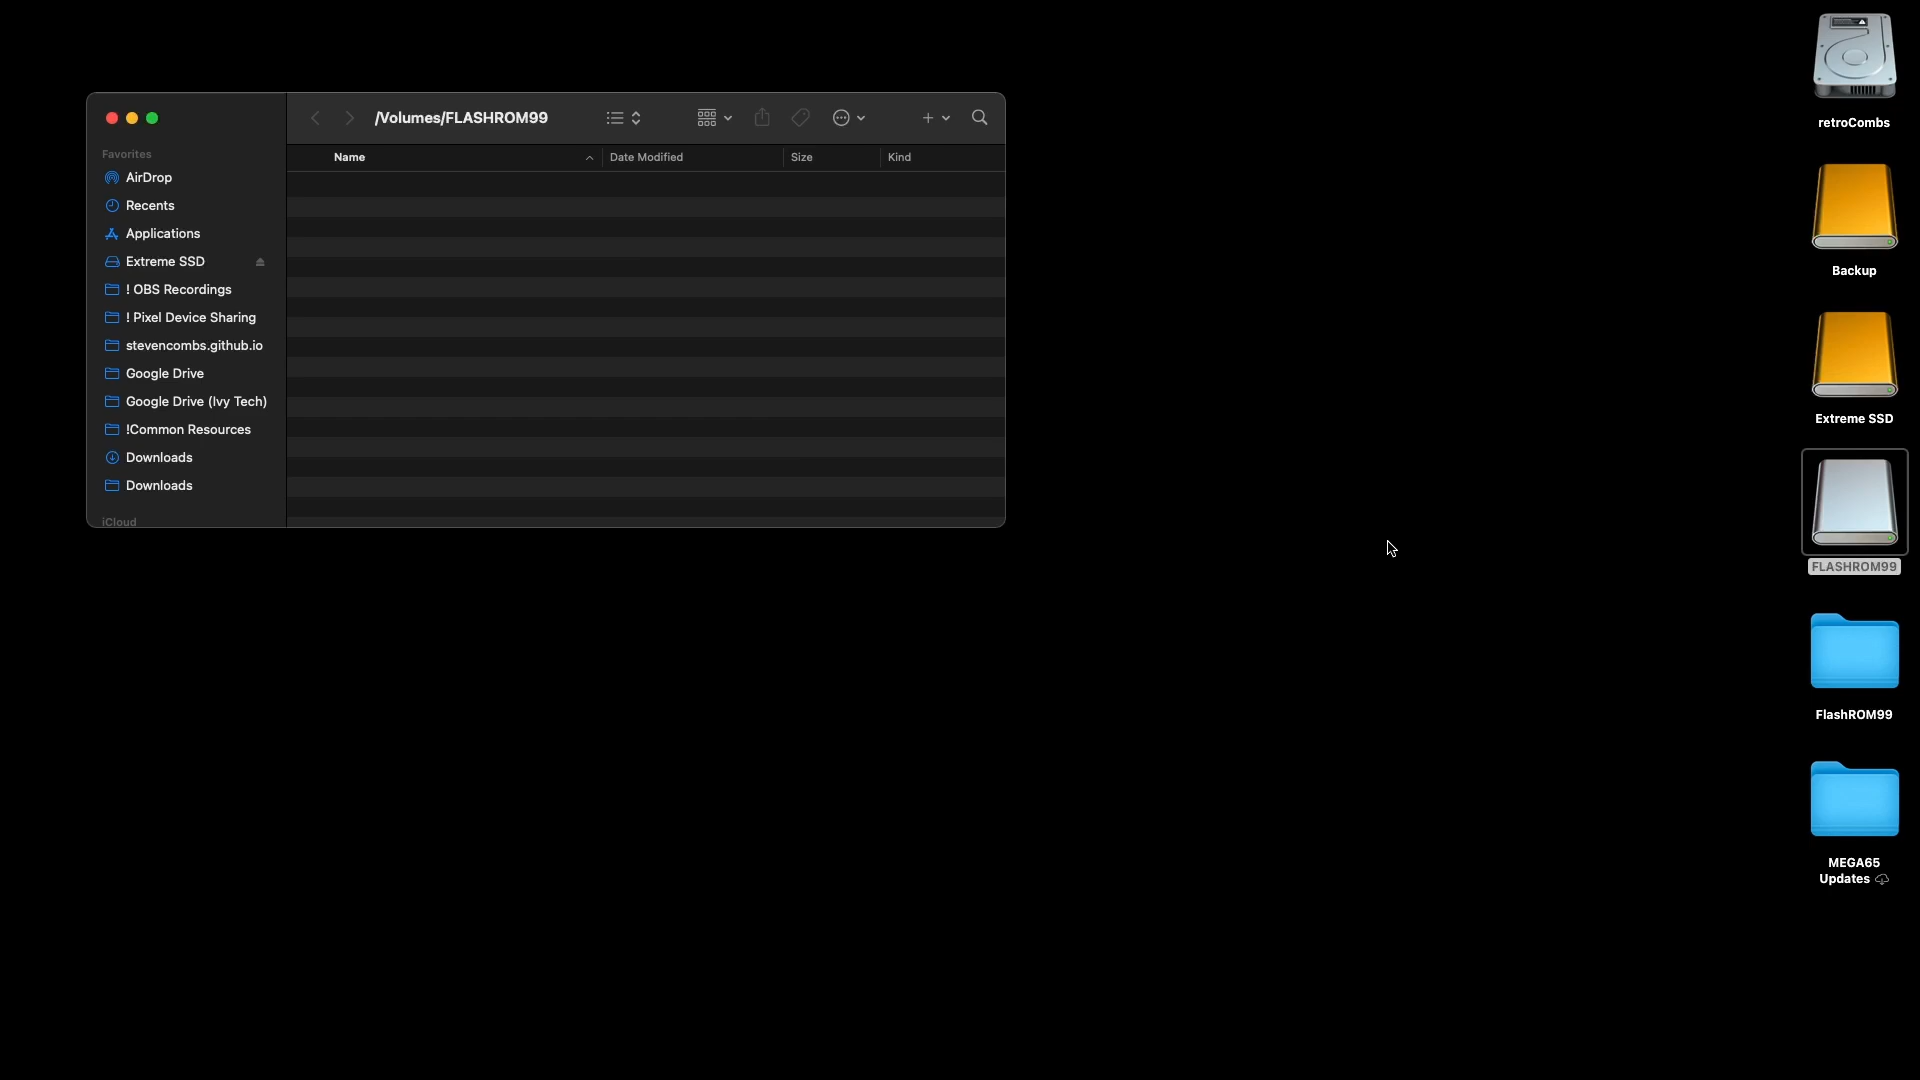 /Volumes/FLASHROM99
Name
Date Modified
Size
Kind
Favorites
AirDrop
Recents
Applications
Extreme SSD
! OBS Recordings
! Pixel Device Sharing
stevencombs.github.io
Google Drive
Google Drive (Ivy Tech)
!Common Resources
Downloads
Downloads
iCloud
retroCombs
Backup
Extreme SSD
FLASHROM99
FlashROM99
MEGA65
Updates